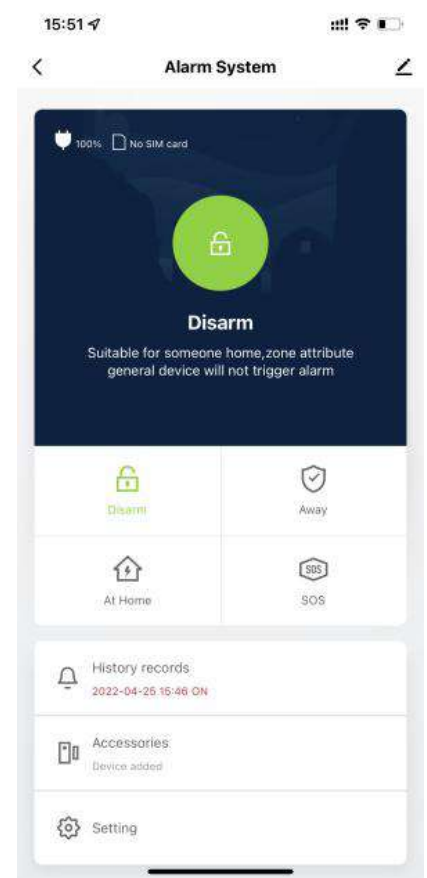 15:51
Alarm System
100% No SIM card
Disarm
Suitable for someone home,zone attribute
general device will not trigger alarm
Disarm
Away
At Home
SOS
SOS
History records
2022-04-25 15:46 ON
Accessories
Device added
Setting